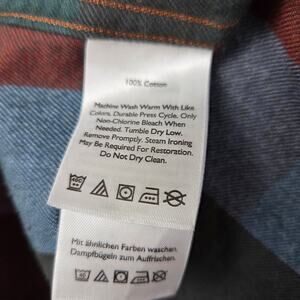 100% Cotton
Machine Wash Warm With Like
Colors, Durable Press Cycle. Only
Non-Chlorine Bleach When
Needed. Tumble Dry Low.
Remove Promptly. Steam Ironing
May Be Required For Restoration.
Do Not Dry Clean.
40C
Mit ähnlichen Farben waschen.
Dampfbügeln zum Auffrischen.